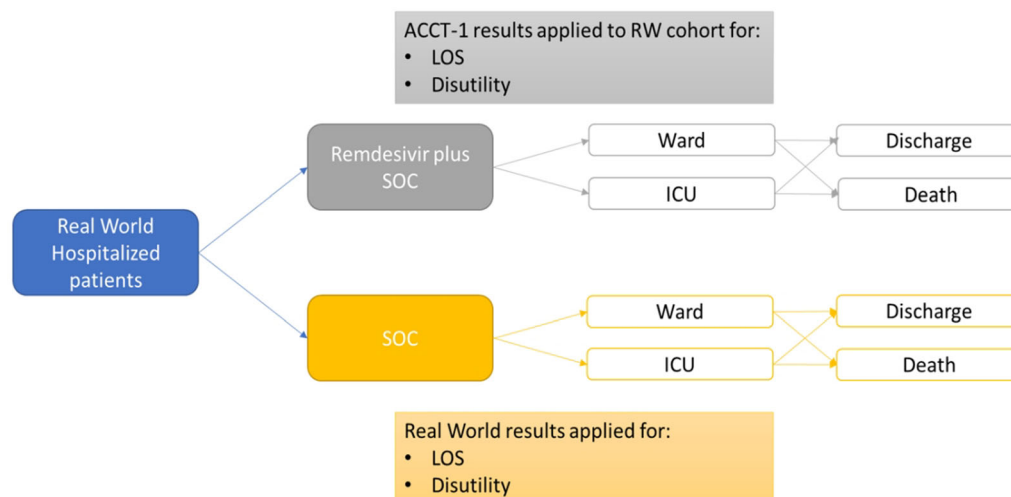 ACCT-1 results applied to RW cohort for:
• LOS
• Disutility
Remdesivir plus
SOC
Ward
Discharge
ICU
Death
Real World
Hospitalized
patients
SOC
Ward
Discharge
ICU
Death
Real World results applied for:
• LOS
• Disutility